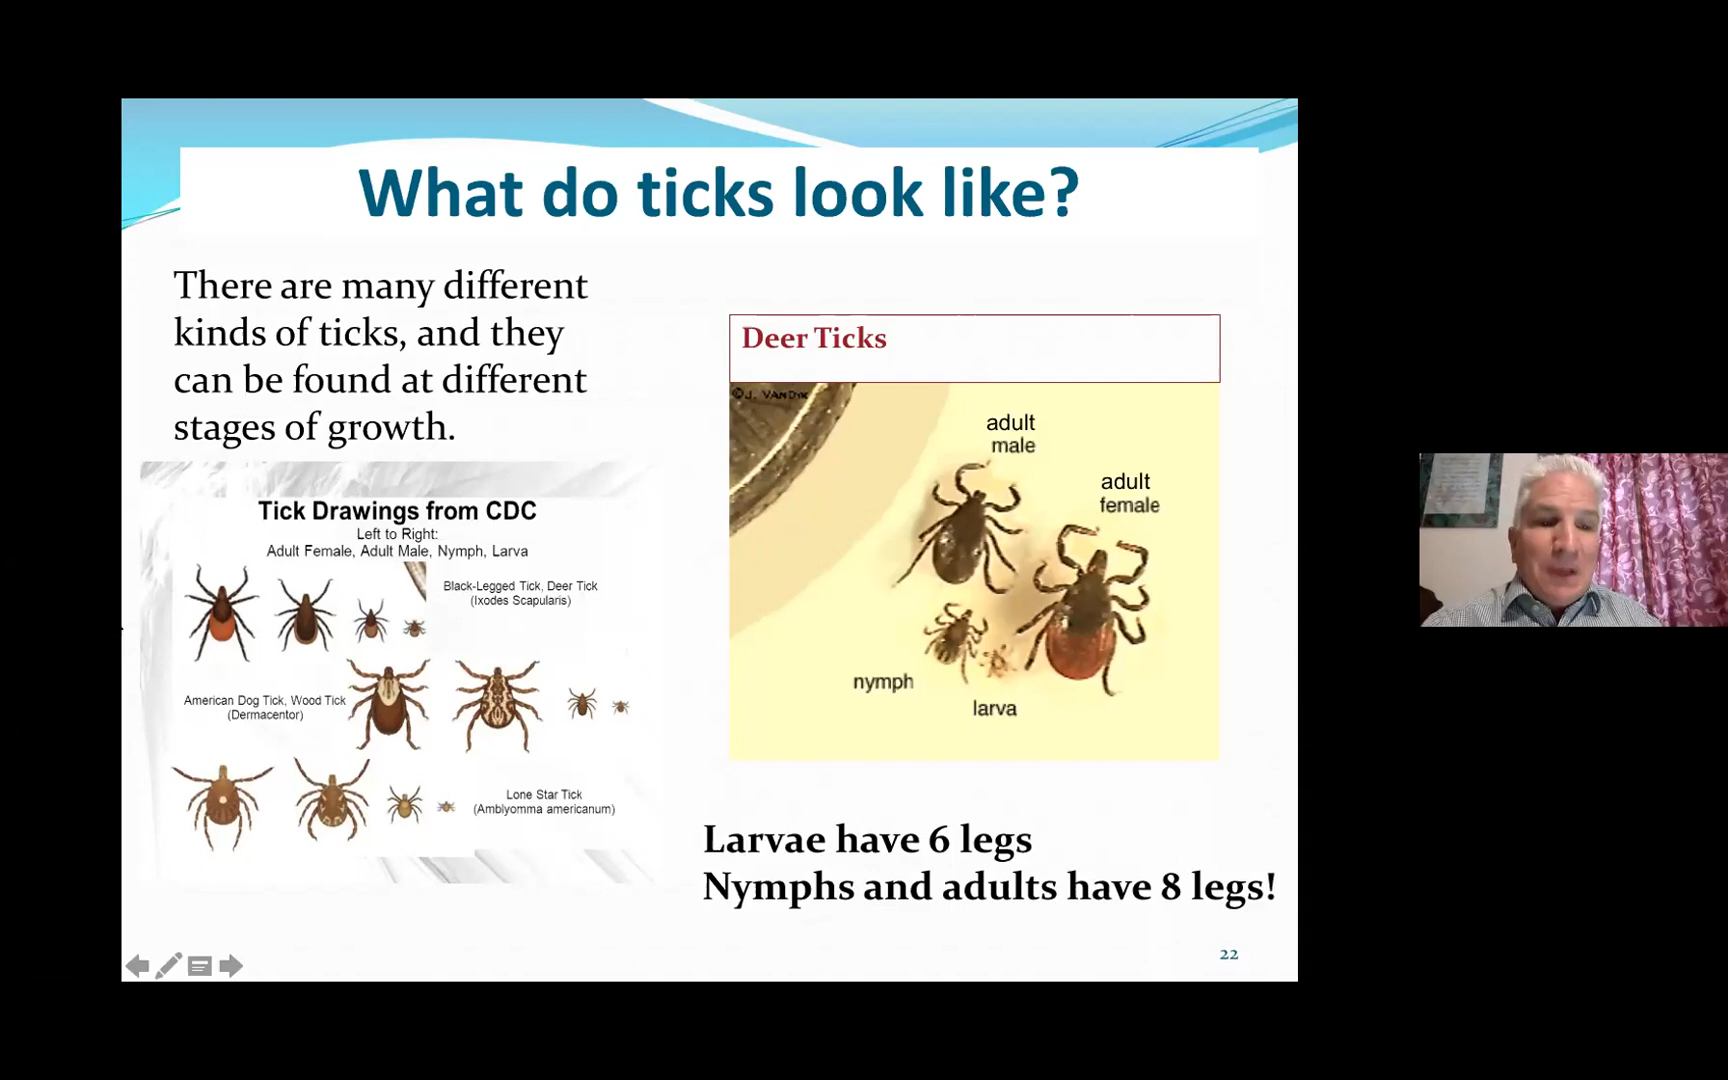 What do ticks look like?
There are many different
kinds of ticks, and they
can be found at different
stages of growth.
Tick Drawings from CDC
Left to Right:
Adult Female, Adult Male, Nymph, Larva
Black-Legged Tick, Deer Tick
(Ixodes Scapularis)
American Dog Tick, Wood Tick
(Dermacentor)
Lone Star Tick
(Amblyomma americanum)
Deer Ticks
©J. VANDYK
adult
male
adult
female
nymph
larva
Larvae have 6 legs
Nymphs and adults have 8 legs!
22